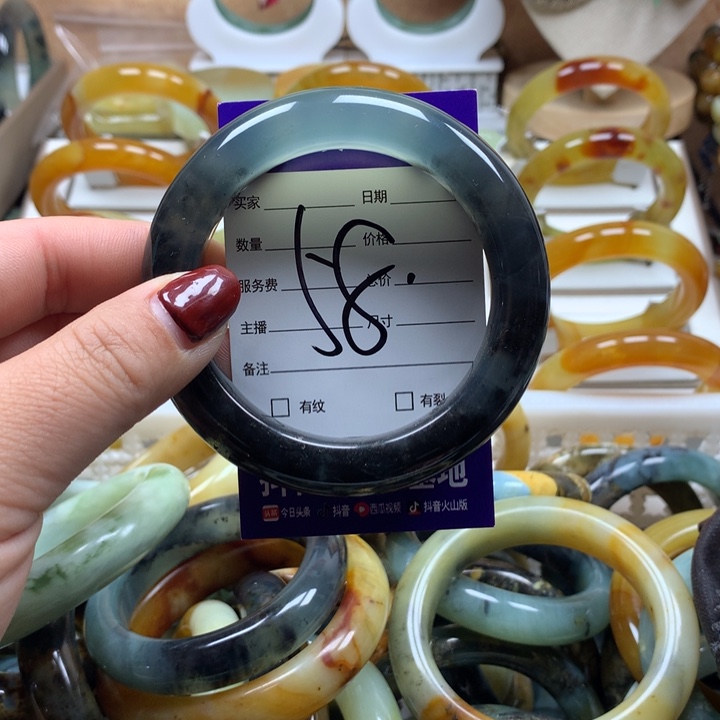 买家 日期
数量 价格
服务费 总价
58.
主播 尺寸
备注
有纹 有裂
今日头条 抖音 西瓜视频 抖音火山版